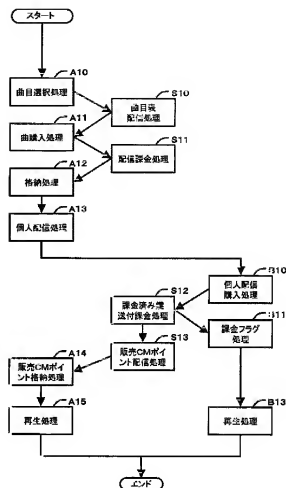 スタート
A10
曲目選択処理
S10
曲目表
配信処理
A11
曲購入処理
S11
配信課金処理
A12
格納処理
A13
個人配信処理
B10
個人配信
購入処理
S12
課金済み端
送付課金処理
B11
課金フラグ
処理
S13
販売CMポイ
ント配信処理
A14
販売CMポイ
ント格納処理
A15
再生処理
B13
再生処理
エンド